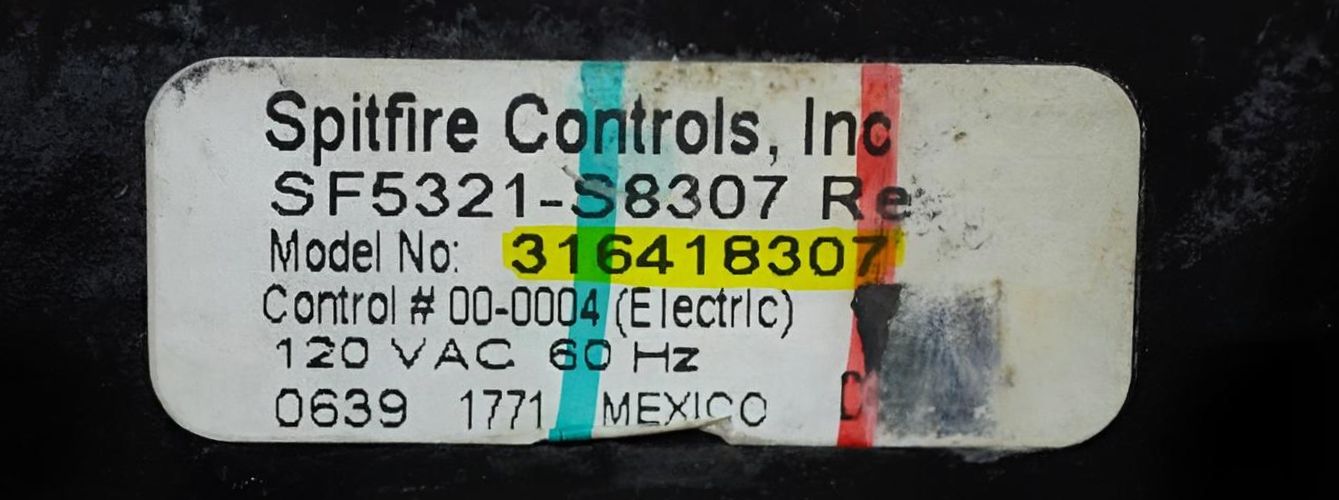 Spitfire Controls, Inc
SF5321-S8307 Re
Model No: 316418307
Control # 00-0004 (Electric)
120 VAC 60 Hz
0639 1771 MEXICO